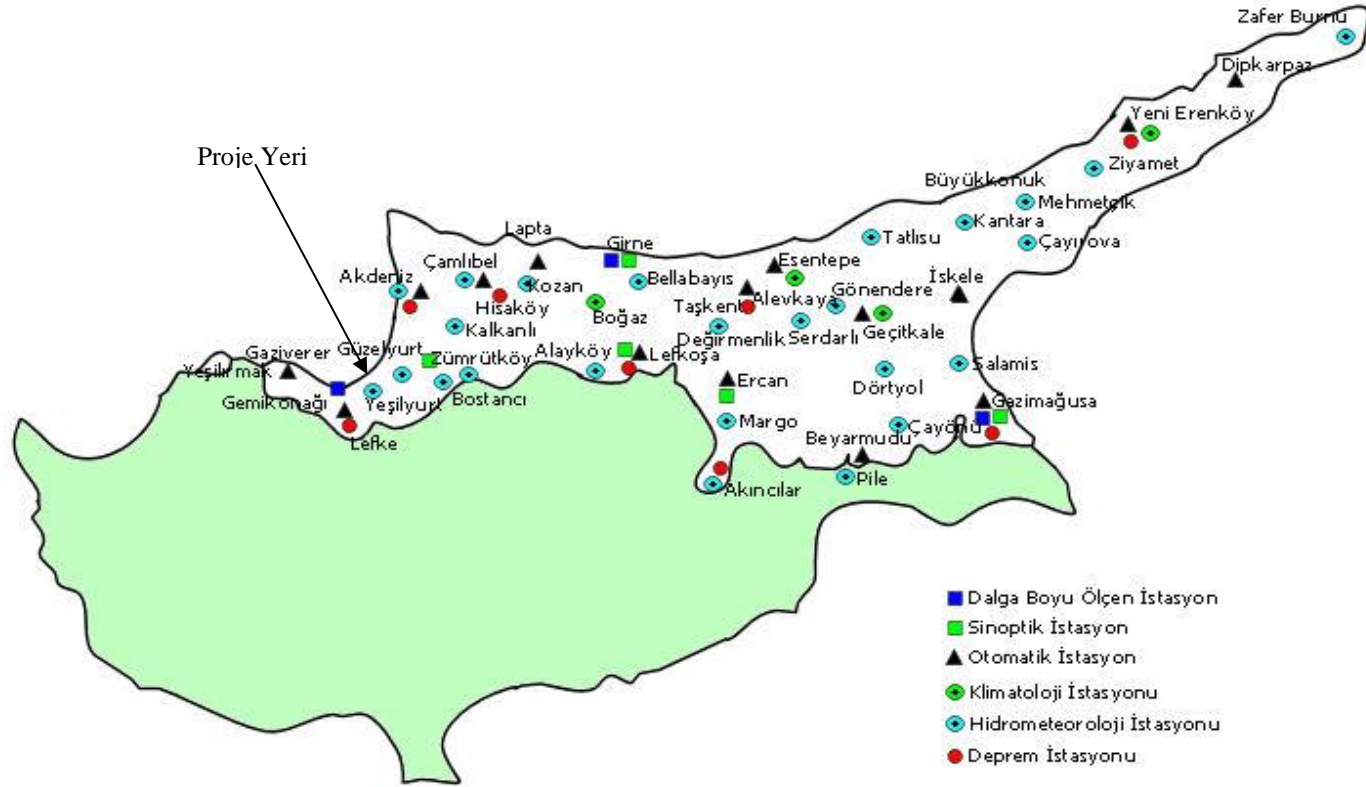 Zafer Burnu
Dipkarpaz
Yeni Erenköy
Proje Yeri
Ziyamet
Büyükkonuk
Mehmetçik
Kantara
Lapta
Tatlısu
Girne
Çayırova
Çamlıbel
Esentepe
Akdeniz
Bellabayıs
İskele
Kozan
Gönendere
Hisaköy
Taşkent
Alevkaya
Boğaz
Kalkanlı
Değirmenlik
Serdarlı
Geçitkale
Güzelyurt
Alayköy
Lefkoşa
Gaziverer
Zümrütköy
Salamis
Yeşilırmak
Ercan
Dörtyol
Bostancı
Gemikonağı
Yeşilyurt
Gazimağusa
Margo
Çayönü
Lefke
Beyarmudu
Pile
Akıncılar
Dalga Boyu Ölçen İstasyon
Sinoptik İstasyon
Otomatik İstasyon
Klimatoloji İstasyonu
Hidrometeoroloji İstasyonu
Deprem İstasyonu